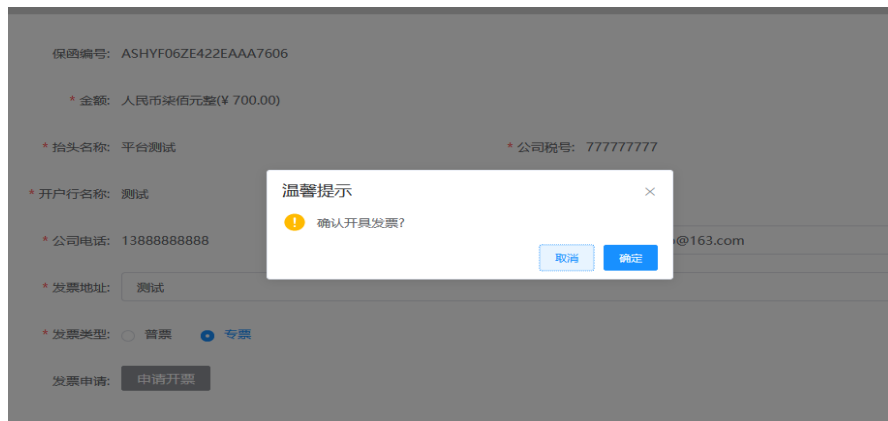 保函编号: ASHYF06ZE422EAAA7606
* 金额: 人民币柒佰元整(¥ 700.00)
* 抬头名称: 平台测试 * 公司税号: 777777777
* 开户行名称: 测试
温馨提示
确认开具发票?
取消 确定
* 公司电话: 13888888888 @163.com
* 发票地址: 测试
* 发票类型: 普票 专票
发票申请: 申请开票